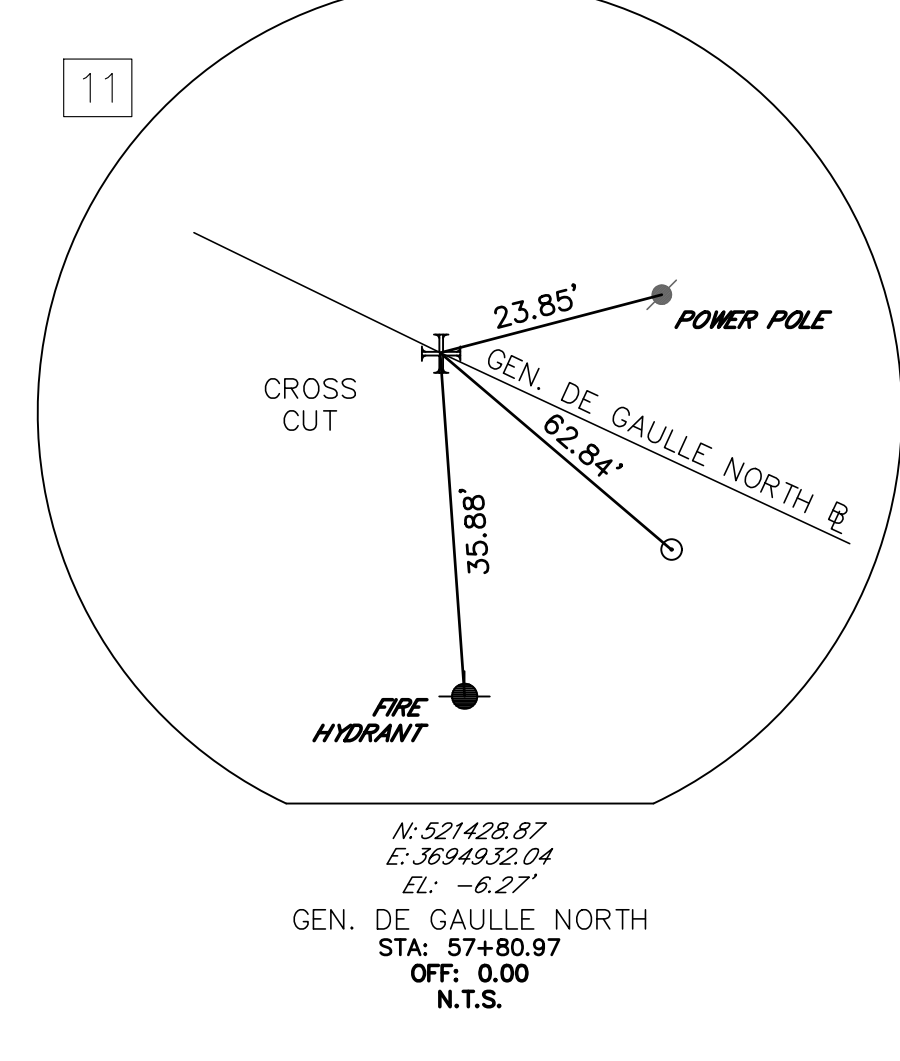 11
23.85'
POWER POLE
CROSS
CUT
GEN. DE GAULLE NORTH BL
62.84'
35.88'
FIRE
HYDRANT
N: 521428.87
E: 3694932.04
EL: -6.27'
GEN. DE GAULLE NORTH
STA: 57+80.97
OFF: 0.00
N.T.S.